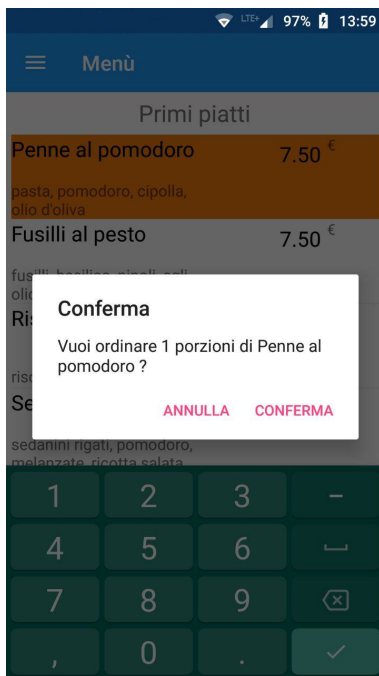 LTE+ 97% 13:59
Menù
Primi piatti
Penne al pomodoro 7.50 €
pasta, pomodoro, cipolla,
olio d'oliva
Fusilli al pesto 7.50 €
Conferma
Vuoi ordinare 1 porzioni di Penne al
pomodoro ?
ANNULLA CONFERMA
sedanini rigati, pomodoro,
melanzate, ricotta salata
1 2 3 -
4 5 6
7 8 9
, 0 .